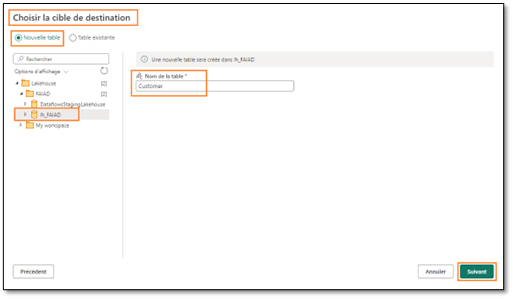 Choisir la cible de destination
Nouvelle table
Table existante
Rechercher
Options d'affichage
Lakehouse [2]
FAIAD [2]
DataflowsStagingLakehouse
lh_FAIAD
My workspace
Une nouvelle table sera créée dans lh_FAIAD
Nom de la table *
Customer
Précédent
Annuler
Suivant